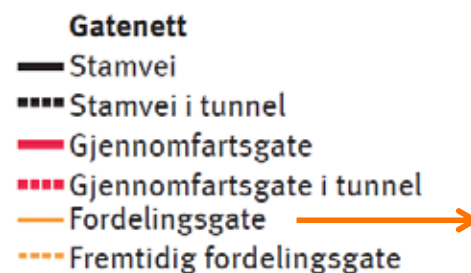 Gatenett
Stamvei
Stamvei i tunnel
Gjennomfartsgate
Gjennomfartsgate i tunnel
Fordelingsgate
Fremtidig fordelingsgate